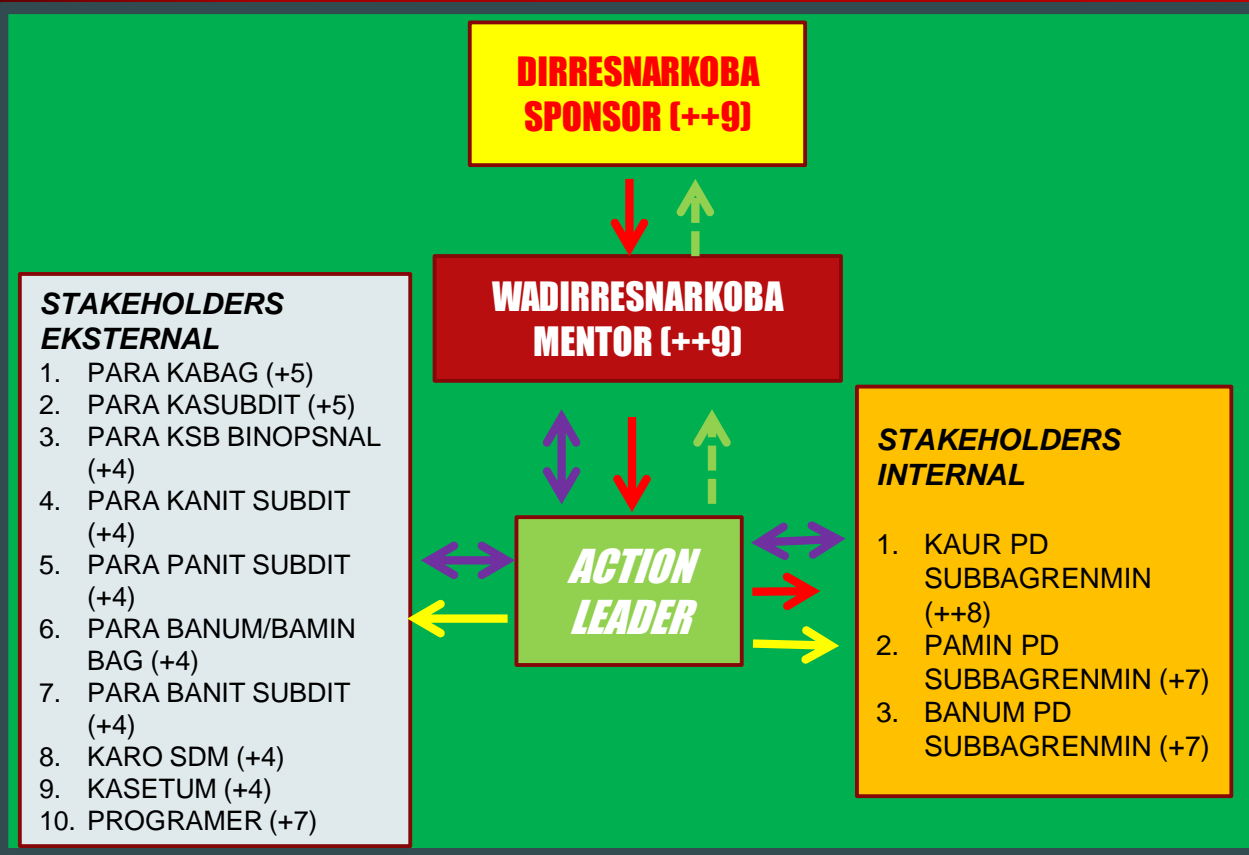 DIRRESNARKOBA
SPONSOR (++9)
WADIRRESNARKOBA
MENTOR (++9)
STAKEHOLDERS
EKSTERNAL
1. PARA KABAG (+5)
2. PARA KASUBDIT (+5)
3. PARA KSB BINOPSNAL
(+4)
4. PARA KANIT SUBDIT
(+4)
5. PARA PANIT SUBDIT
(+4)
6. PARA BANUM/BAMIN
BAG (+4)
7. PARA BANIT SUBDIT
(+4)
8. KARO SDM (+4)
9. KASETUM (+4)
10. PROGRAMER (+7)
ACTION
LEADER
STAKEHOLDERS
INTERNAL
1. KAUR PD
SUBBAGRENMIN
(++8)
2. PAMIN PD
SUBBAGRENMIN (+7)
3. BANUM PD
SUBBAGRENMIN (+7)